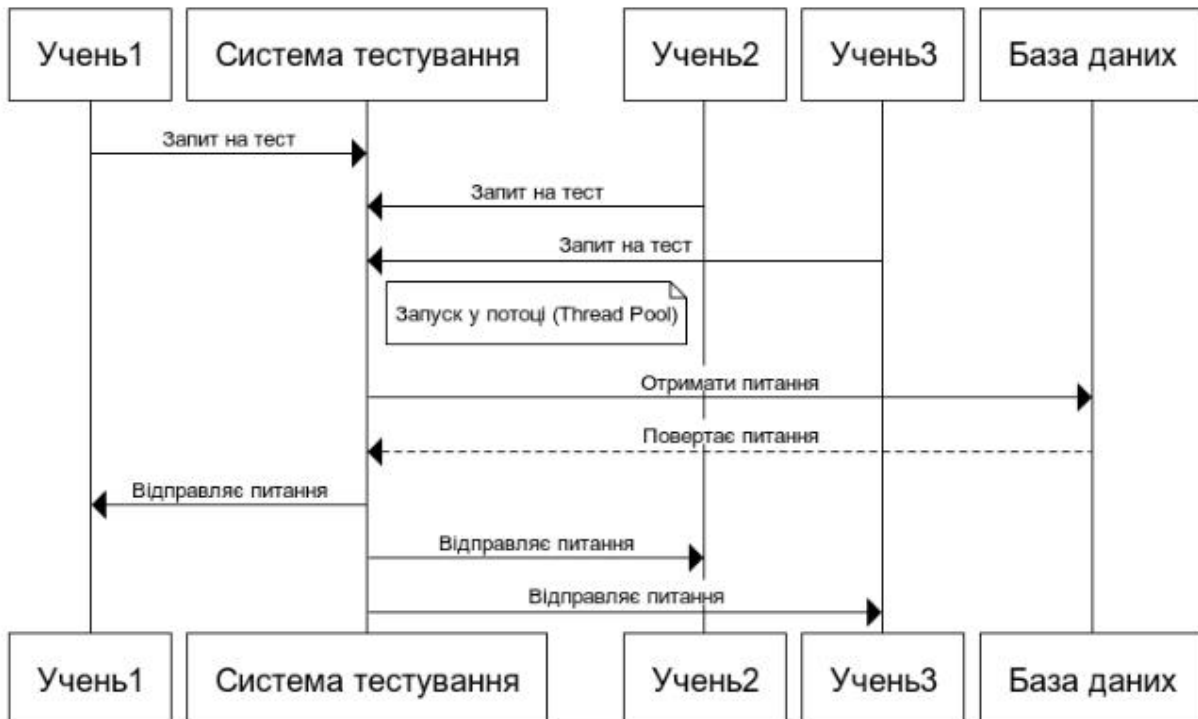 Учень1
Система тестування
Учень2
Учень3
База даних
Запит на тест
Запит на тест
Запит на тест
Запуск у потоці (Thread Pool)
Отримати питання
Повертає питання
Відправляє питання
Відправляє питання
Відправляє питання
Учень1
Система тестування
Учень2
Учень3
База даних